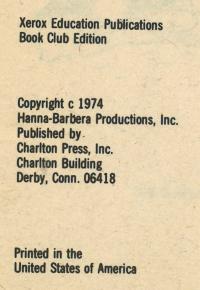 Xerox Education Publications
Book Club Edition
Copyright c 1974
Hanna-Barbera Productions, Inc.
Published by
Charlton Press, Inc.
Charlton Building
Derby, Conn. 06418
Printed in the
United States of America